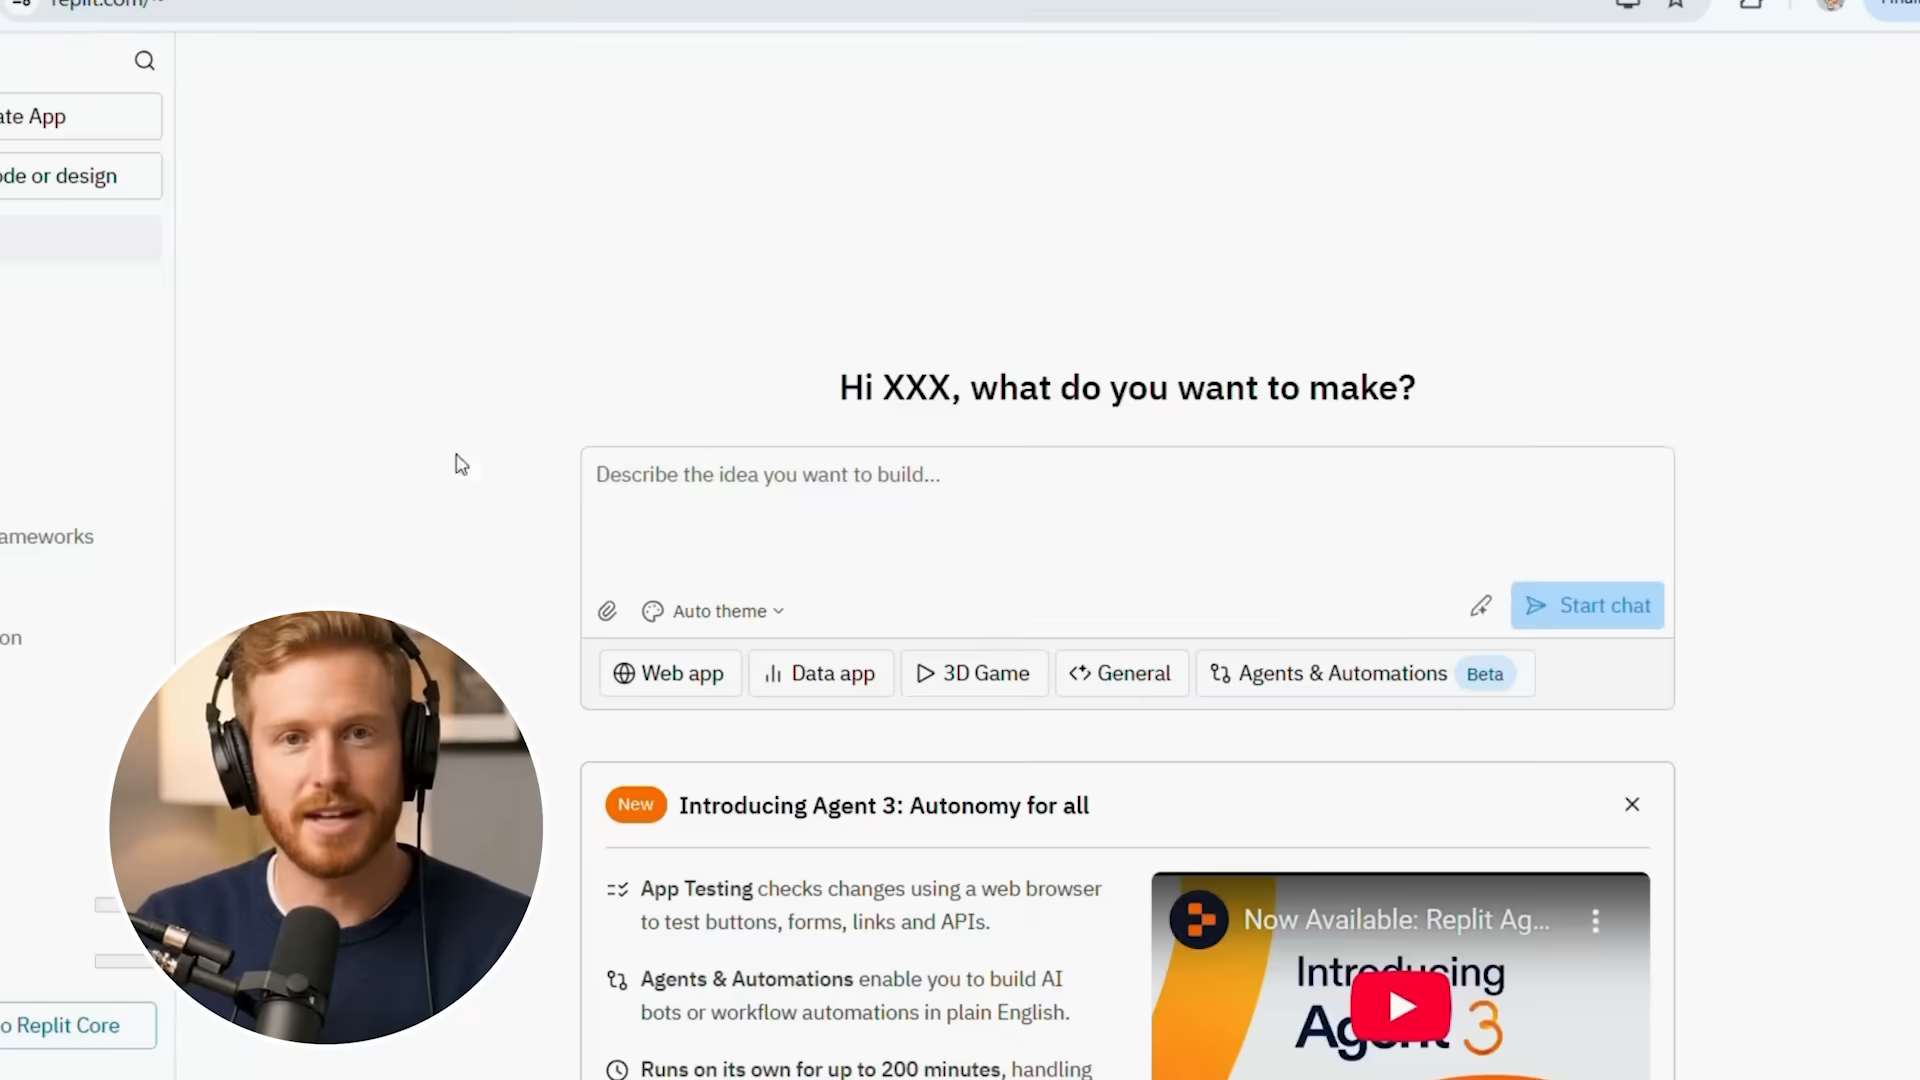 ate App
ode or design
ameworks
on
o Replit Core
Hi XXX, what do you want to make?
Describe the idea you want to build...
Auto theme
Start chat
Web app
Data app
3D Game
General
Agents & Automations Beta
New Introducing Agent 3: Autonomy for all
App Testing checks changes using a web browser
to test buttons, forms, links and APIs.
Agents & Automations enable you to build AI
bots or workflow automations in plain English.
Runs on its own for up to 200 minutes, handling
Now Available: Replit Ag...
Introducing
Agent 3